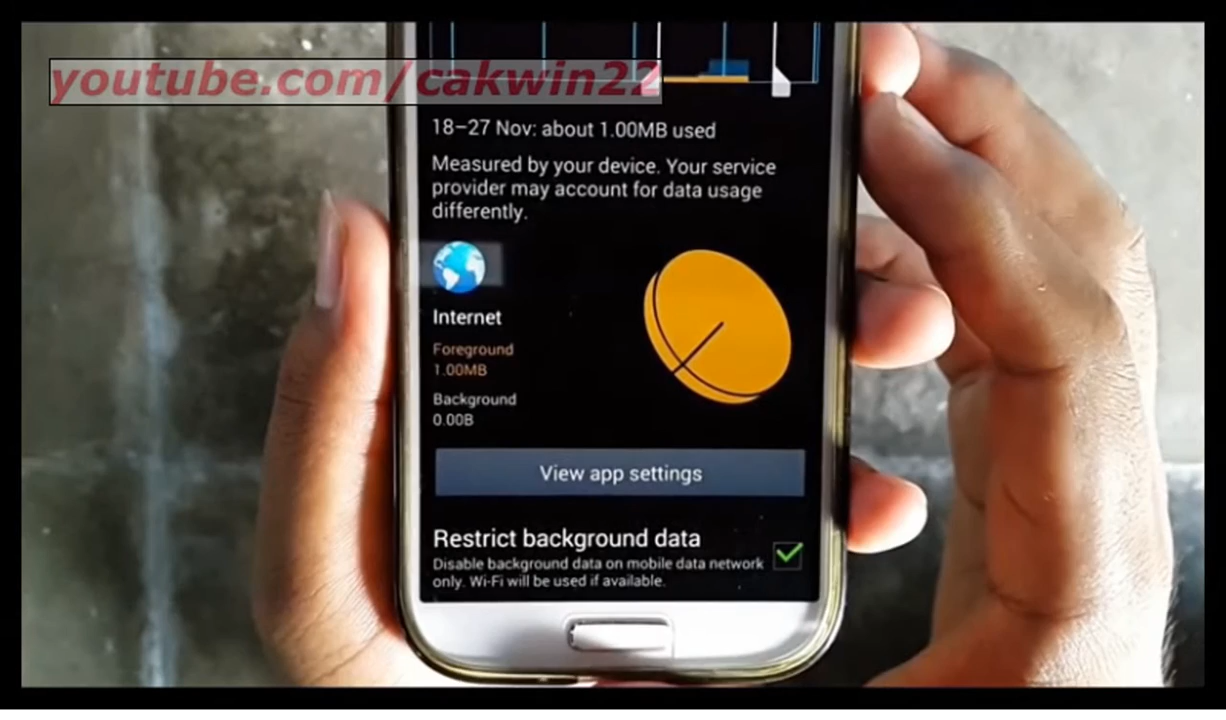 youtube.com/cakwin22
18–27 Nov: about 1.00MB used
Measured by your device. Your service
provider may account for data usage
differently.
Internet
Foreground
1.00MB
Background
0.00B
View app settings
Restrict background data
Disable background data on mobile data network
only. Wi-Fi will be used if available.